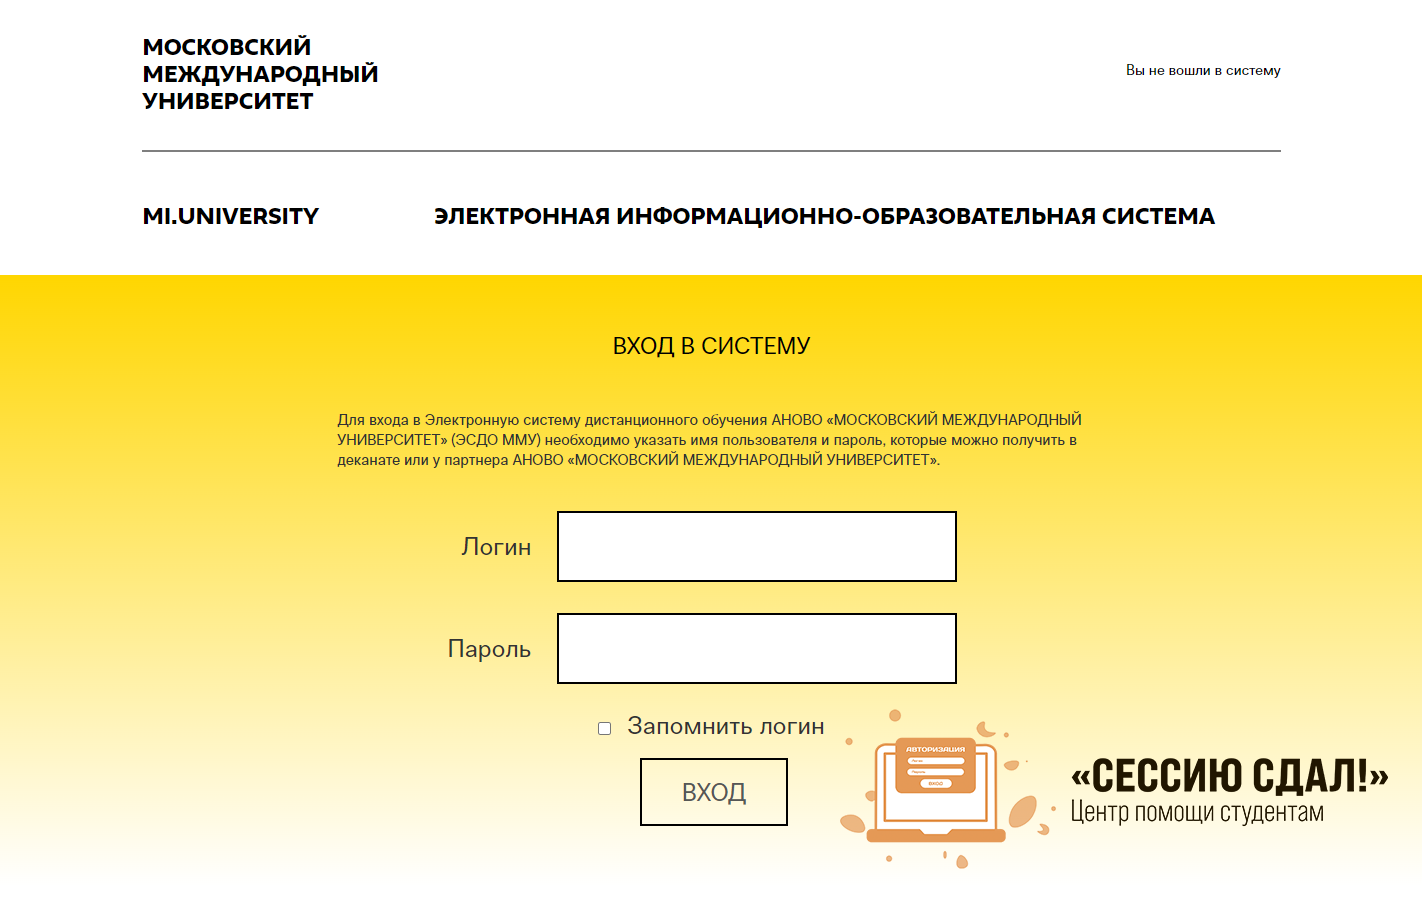 МОСКОВСКИЙ
МЕЖДУНАРОДНЫЙ
УНИВЕРСИТЕТ
Вы не вошли в систему
MI.UNIVERSITY
ЭЛЕКТРОННАЯ ИНФОРМАЦИОННО-ОБРАЗОВАТЕЛЬНАЯ СИСТЕМА
ВХОД В СИСТЕМУ
Для входа в Электронную систему дистанционного обучения АНОВО «МОСКОВСКИЙ МЕЖДУНАРОДНЫЙ
УНИВЕРСИТЕТ» (ЭСДО ММУ) необходимо указать имя пользователя и пароль, которые можно получить в
деканате или у партнера АНОВО «МОСКОВСКИЙ МЕЖДУНАРОДНЫЙ УНИВЕРСИТЕТ».
Логин
Пароль
Запомнить логин
ВХОД
АВТОРИЗАЦИЯ
Логин
Пароль
ВХОД
«СЕССИЮ СДАЛ!»
Центр помощи студентам